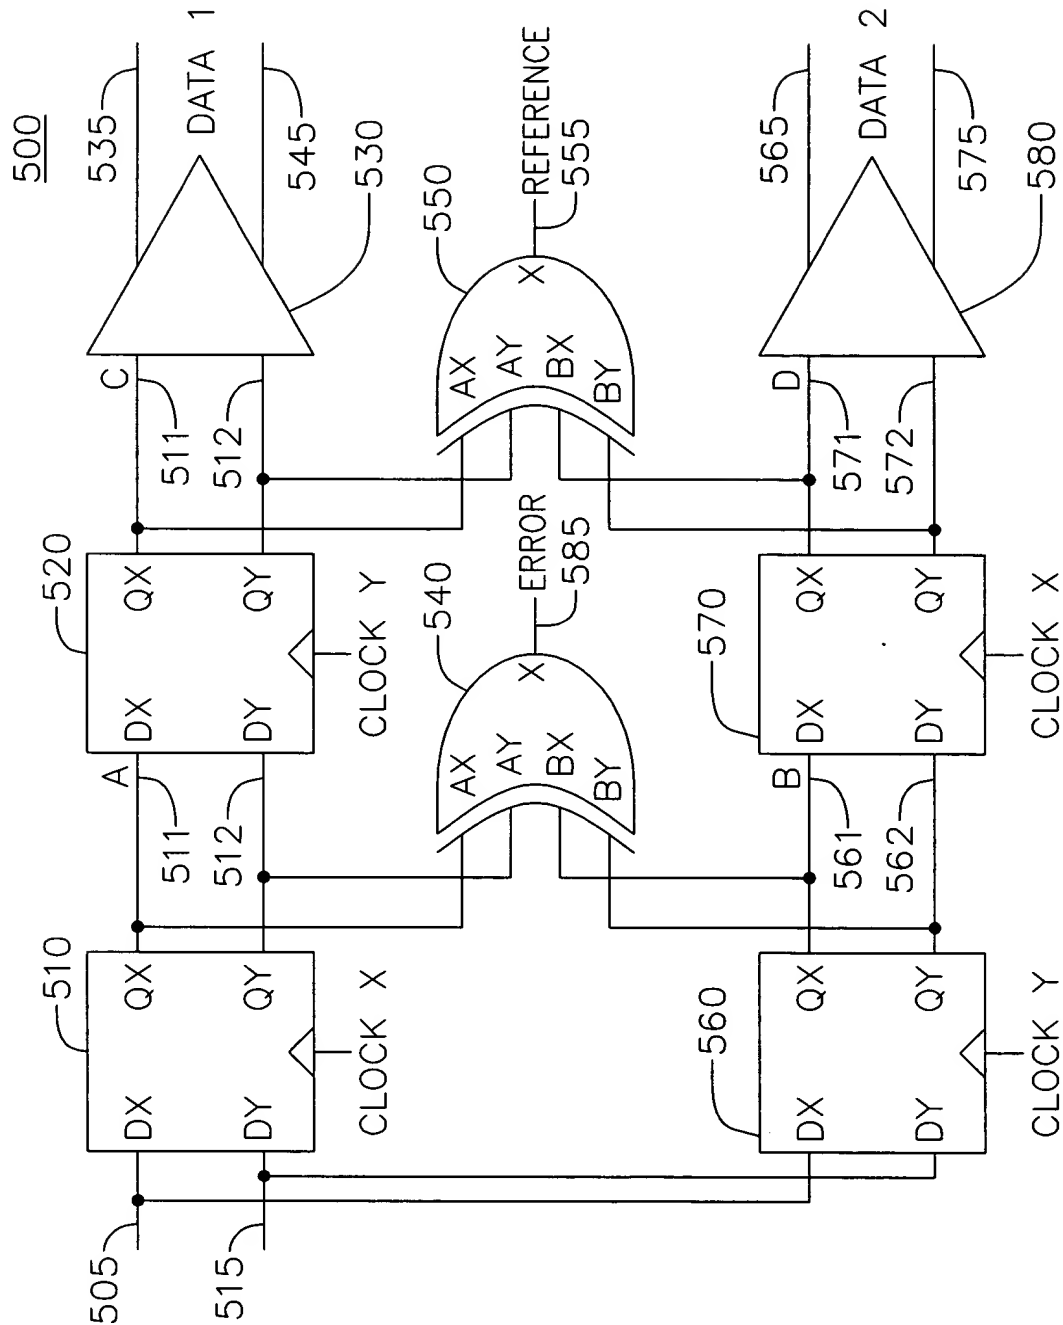 500
535
DATA 1
545
530
C
511
512
520
DX
QX
DY
QY
CLOCK Y
A
511
512
510
DX
QX
DY
QY
CLOCK X
505
515
550
AX
AY
BX
BY
X
REFERENCE
555
540
AX
AY
BX
BY
X
ERROR
585
565
DATA 2
575
580
D
571
572
570
DX
QX
DY
QY
CLOCK X
B
561
562
560
DX
QX
DY
QY
CLOCK Y